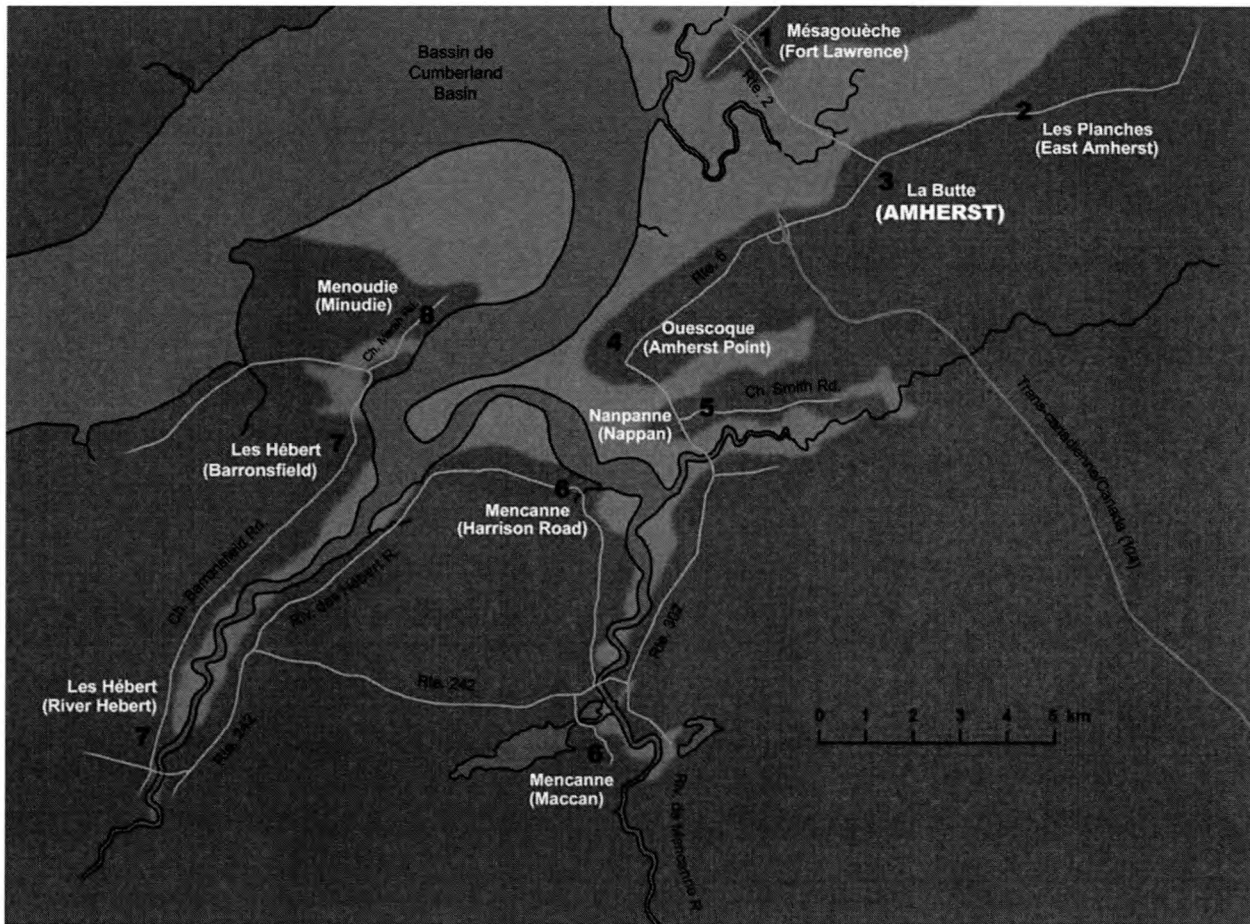 Bassin de
Cumberland
Basin
1
Mésagouèche
(Fort Lawrence)
Rte. 2
2
Les Planches
(East Amherst)
3
La Butte
(AMHERST)
Rte. 6
Menoudie
(Minudie)
8
4
Ouescoque
(Amherst Point)
Ch. Smith Rd.
5
Nanpanne
(Nappan)
Trans-canadienne/Canada (104)
7
Les Hébert
(Barronsfield)
6
Mencanne
(Harrison Road)
Ch. Barronsfield Rd.
Riv. des Hébert R.
Rte. 302
Les Hébert
(River Hebert)
7
Rte. 242
Rte. 242
0 1 2 3 4 5 km
6
Mencanne
(Maccan)
Riv. de Mencanne R.